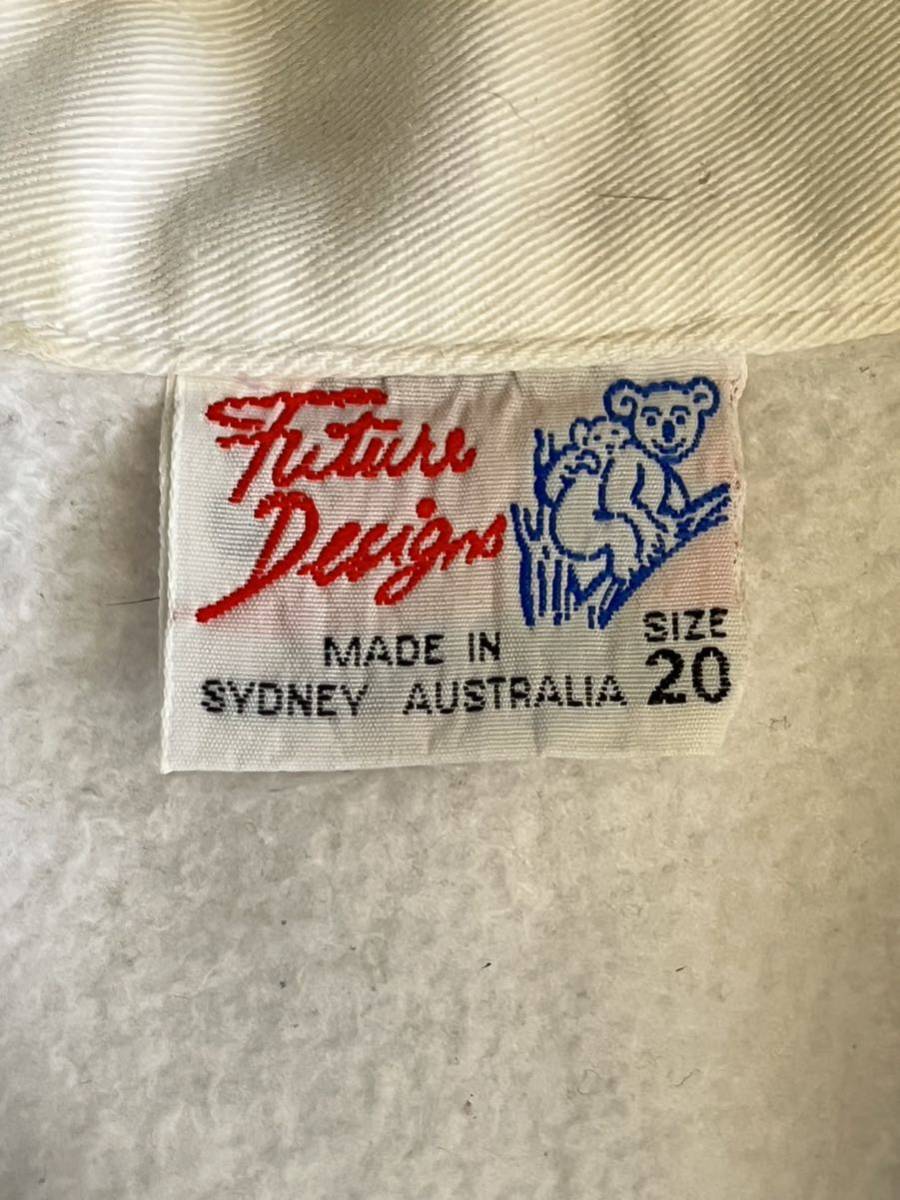 Future
Designs
MADE IN
SYDNEY AUSTRALIA
SIZE
20